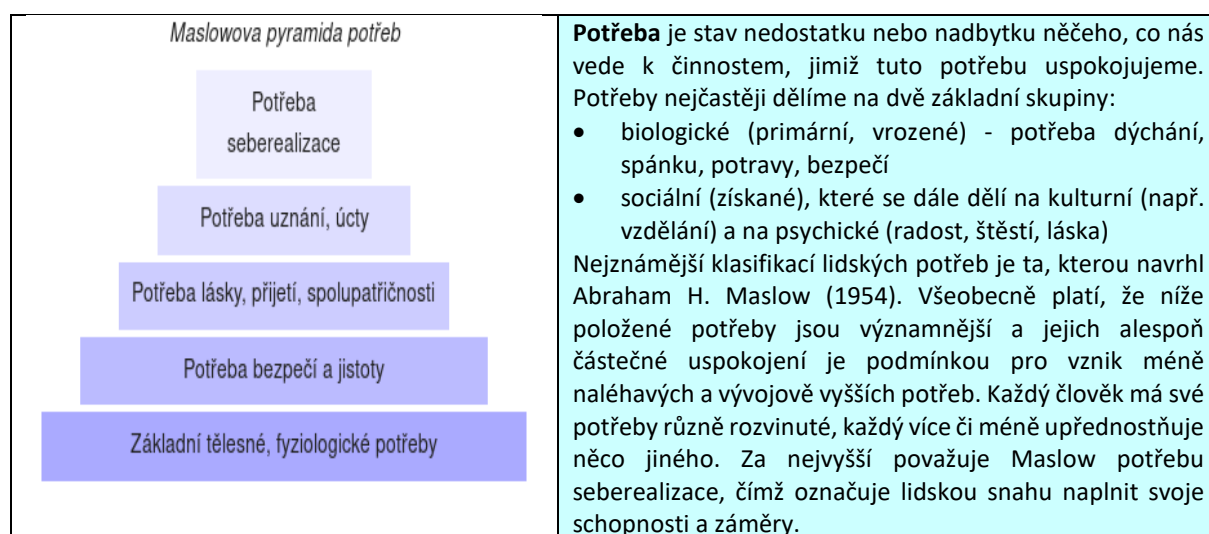 Maslowova pyramida potřeb
Potřeba
seberealizace
Potřeba uznání, úcty
Potřeba lásky, přijetí, spolupatřičnosti
Potřeba bezpečí a jistoty
Základní tělesné, fyziologické potřeby
Potřeba je stav nedostatku nebo nadbytku něčeho, co nás
vede k činnostem, jimiž tuto potřebu uspokojujeme.
Potřeby nejčastěji dělíme na dvě základní skupiny:
• biologické (primární, vrozené) - potřeba dýchání,
spánku, potravy, bezpečí
• sociální (získané), které se dále dělí na kulturní (např.
vzdělání) a na psychické (radost, štěstí, láska)
Nejznámější klasifikací lidských potřeb je ta, kterou navrhl
Abraham H. Maslow (1954). Všeobecně platí, že níže
položené potřeby jsou významnější a jejich alespoň
částečné uspokojení je podmínkou pro vznik méně
naléhavých a vývojově vyšších potřeb. Každý člověk má své
potřeby různě rozvinuté, každý více či méně upřednostňuje
něco jiného. Za nejvyšší považuje Maslow potřebu
seberealizace, čímž označuje lidskou snahu naplnit svoje
schopnosti a záměry.